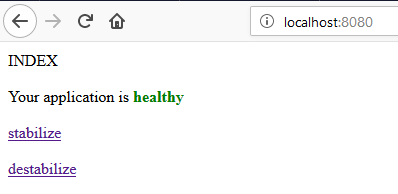 localhost:8080
INDEX
Your application is healthy
stabilize
destabilize